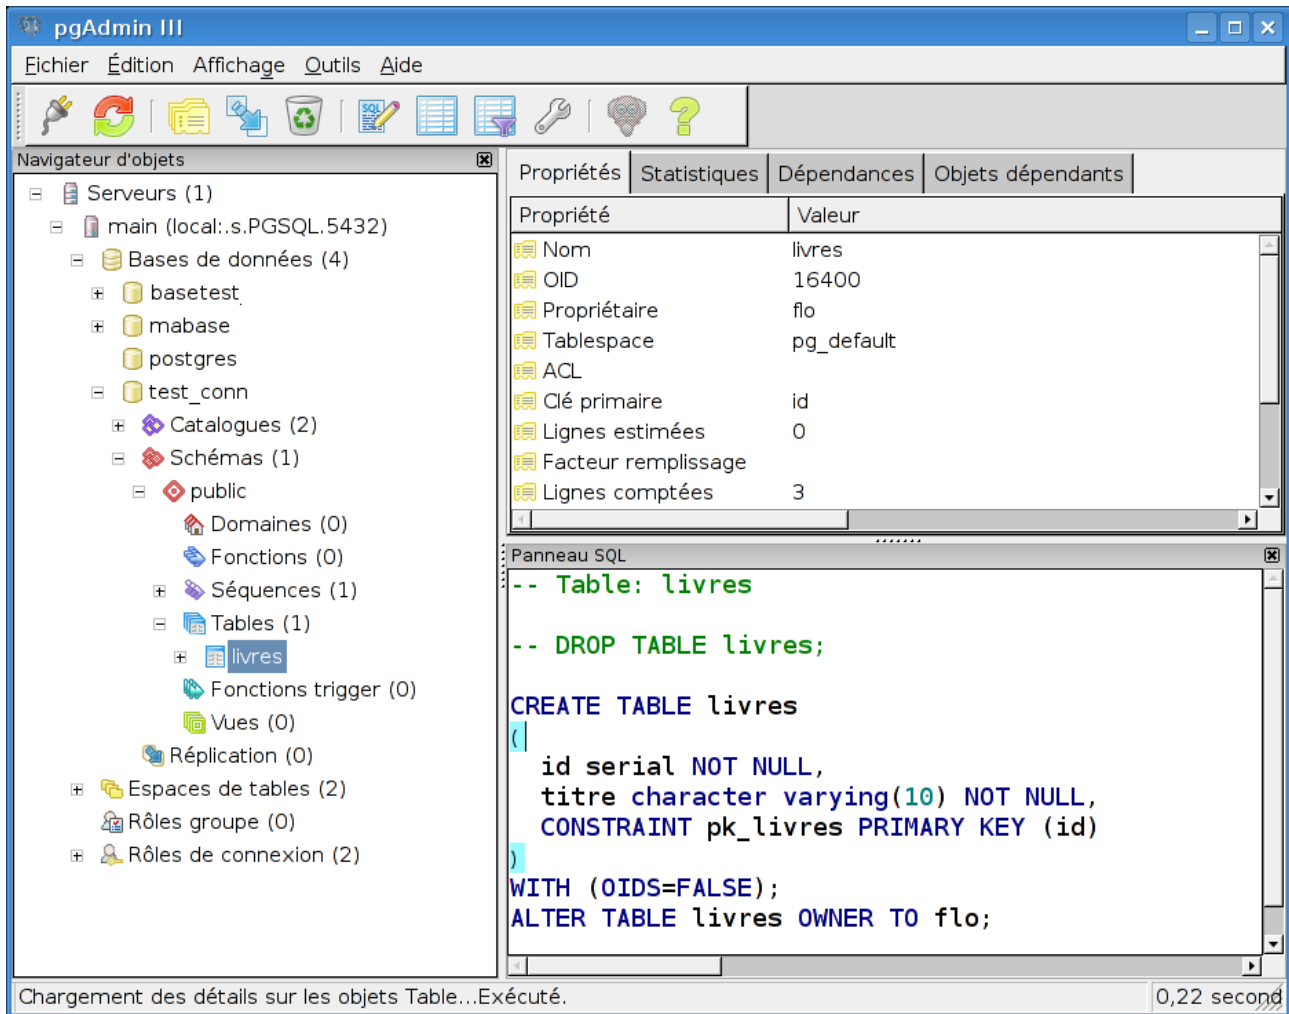 pgAdmin III
Fichier Édition Affichage Outils Aide
SQL
Navigateur d'objets
Serveurs (1)
main (local:.s.PGSQL.5432)
Bases de données (4)
basetest
mabase
postgres
test_conn
Catalogues (2)
Schémas (1)
public
Domaines (0)
Fonctions (0)
Séquences (1)
Tables (1)
livres
Fonctions trigger (0)
Vues (0)
Réplication (0)
Espaces de tables (2)
Rôles groupe (0)
Rôles de connexion (2)
Propriétés Statistiques Dépendances Objets dépendants
Propriété Valeur
Nom livres
OID 16400
Propriétaire flo
Tablespace pg_default
ACL
Clé primaire id
Lignes estimées 0
Facteur remplissage
Lignes comptées 3
Panneau SQL
-- Table: livres
-- DROP TABLE livres;
CREATE TABLE livres
(
id serial NOT NULL,
titre character varying(10) NOT NULL,
CONSTRAINT pk_livres PRIMARY KEY (id)
)
WITH (OIDS=FALSE);
ALTER TABLE livres OWNER TO flo;
Chargement des détails sur les objets Table...Exécuté. 0,22 second